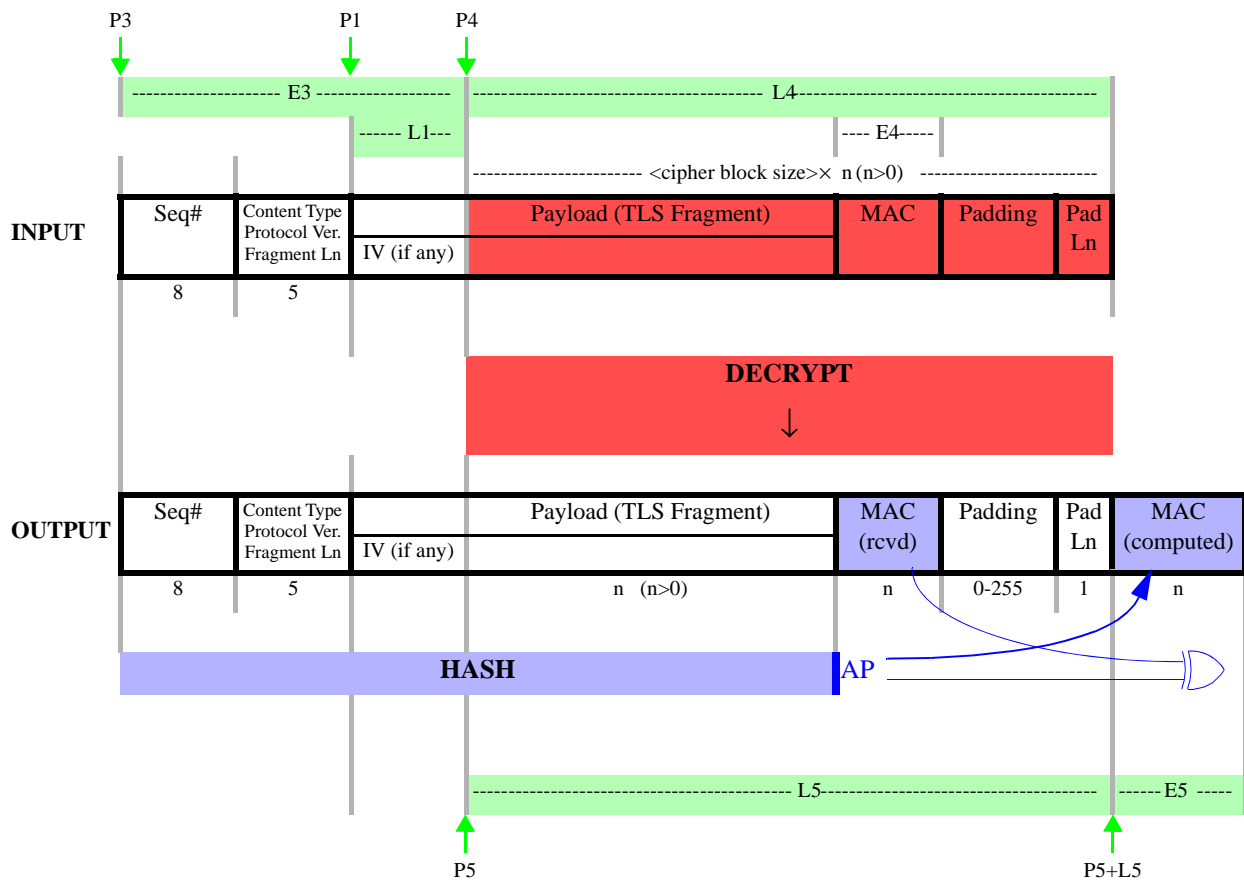 P3 P1 P4
E3 L4
L1 E4
<cipher block size>× n (n>0)
INPUT
Seq#
Content Type
Protocol Ver.
Fragment Ln
Payload (TLS Fragment)
IV (if any)
MAC
Padding
Pad
Ln
8 5
DECRYPT
↓
OUTPUT
Seq#
Content Type
Protocol Ver.
Fragment Ln
Payload (TLS Fragment)
IV (if any)
MAC
(rcvd)
Padding
Pad
Ln
MAC
(computed)
8 5 n (n>0) n 0-255 1 n
HASH AP
L5 E5
P5 P5+L5